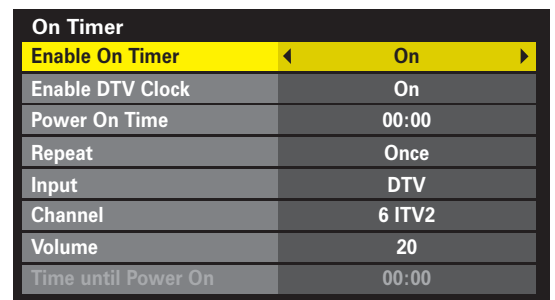 On Timer
Enable On Timer On
Enable DTV Clock On
Power On Time 00:00
Repeat Once
Input DTV
Channel 6 ITV2
Volume 20
Time until Power On 00:00